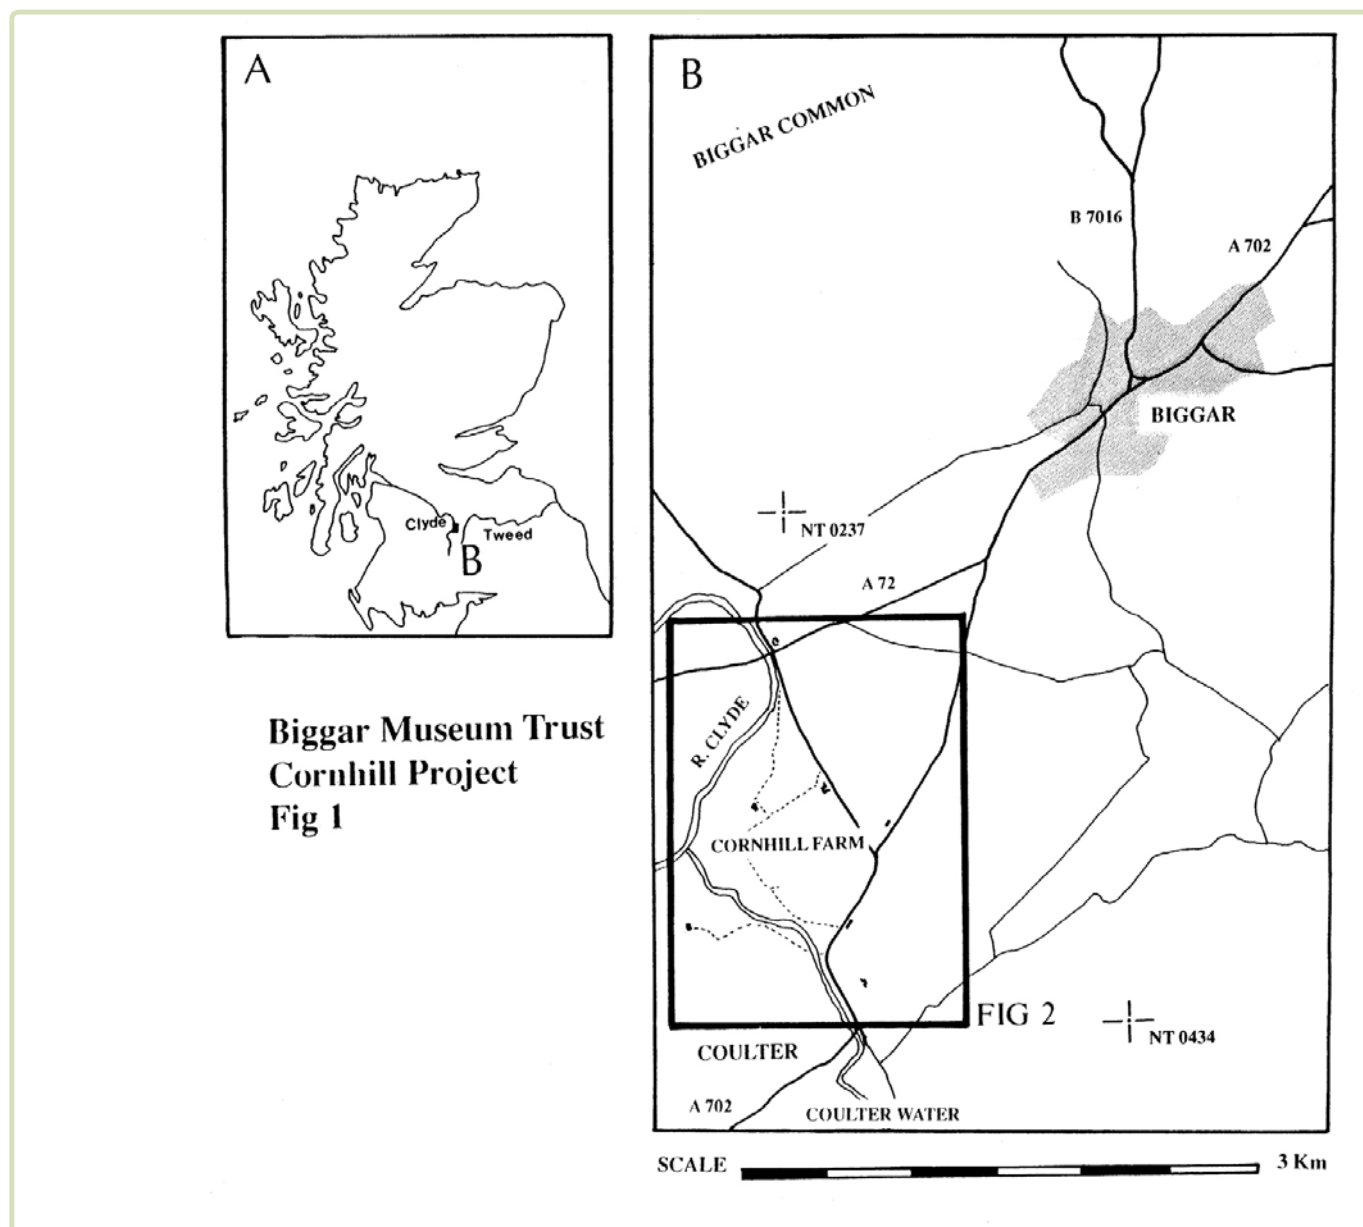 A
Clyde
Tweed
B
Biggar Museum Trust
Cornhill Project
Fig 1
B
BIGGAR COMMON
B 7016
A 702
BIGGAR
NT 0237
A 72
R. CLYDE
CORNHILL FARM
FIG 2
NT 0434
COULTER
A 702
COULTER WATER
SCALE
3 Km